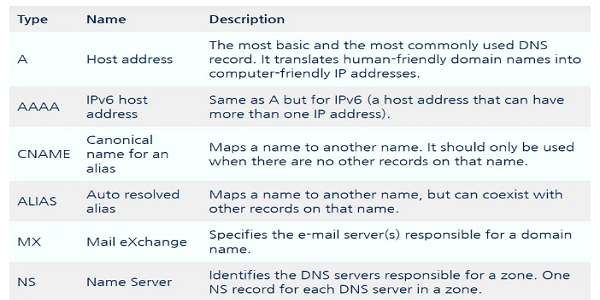 Type Name Description
A Host address The most basic and the most commonly used DNS
record. It translates human-friendly domain names into
computer-friendly IP addresses.
AAAA IPv6 host
address Same as A but for IPv6 (a host address that can have
more than one IP address).
CNAME Canonical
name for an
alias Maps a name to another name. It should only be used
when there are no other records on that name.
ALIAS Auto resolved
alias Maps a name to another name, but can coexist with
other records on that name.
MX Mail eXchange Specifies the e-mail server(s) responsible for a domain
name.
NS Name Server Identifies the DNS servers responsible for a zone. One
NS record for each DNS server in a zone.